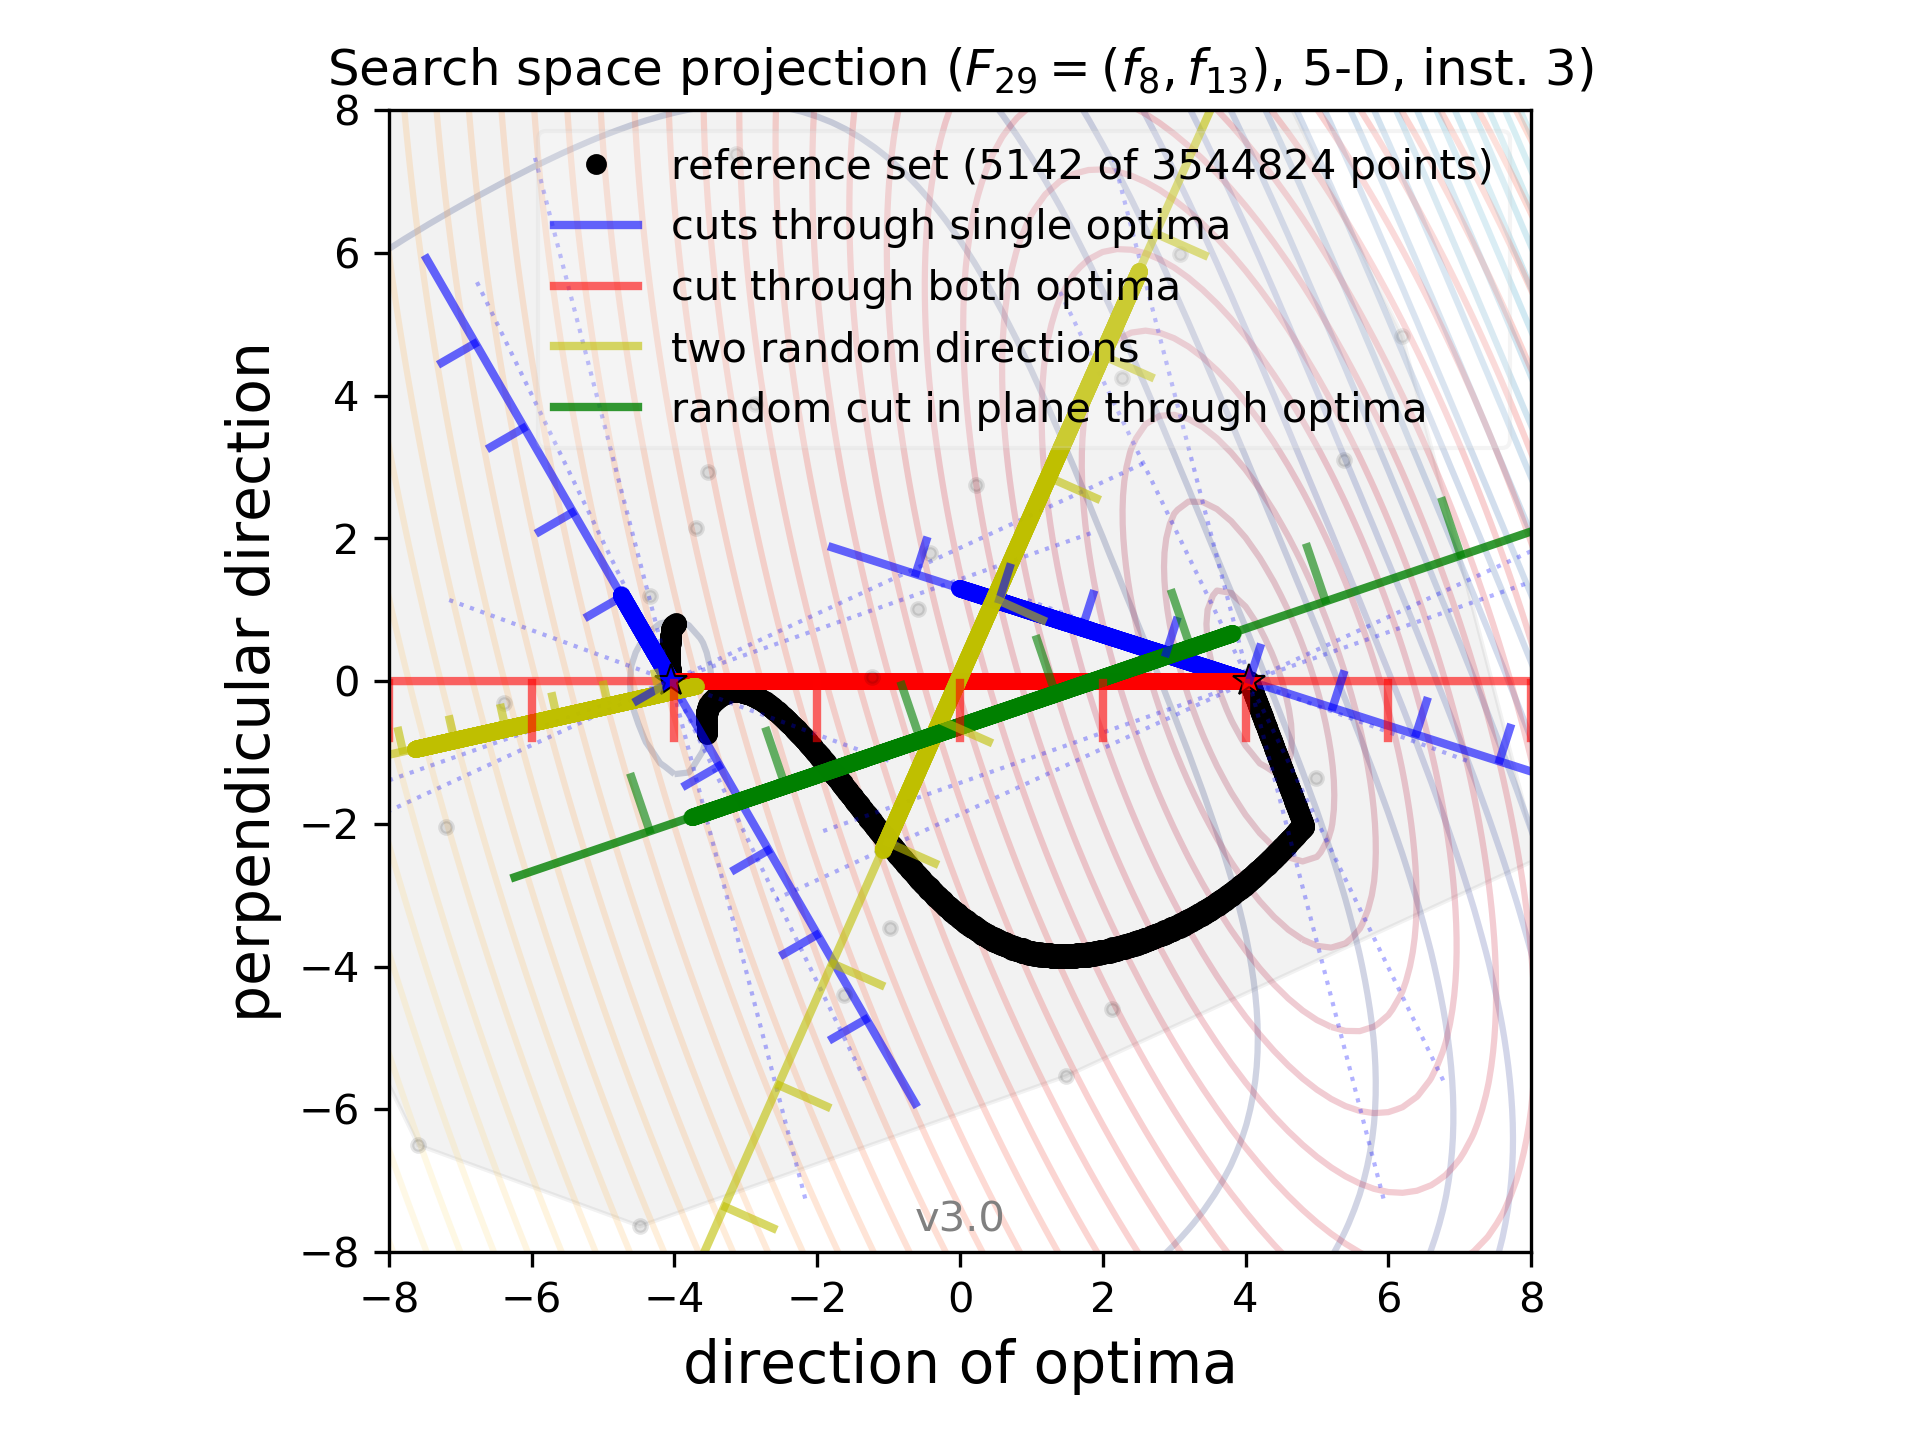 Search space projection (F₂₉ = (f₈, f₁₃), 5-D, inst. 3)
8
6
4
2
0
−2
−4
−6
−8
perpendicular direction
reference set (5142 of 3544824 points)
cuts through single optima
cut through both optima
two random directions
random cut in plane through optima
v3.0
−8 −6 −4 −2 0 2 4 6 8
direction of optima